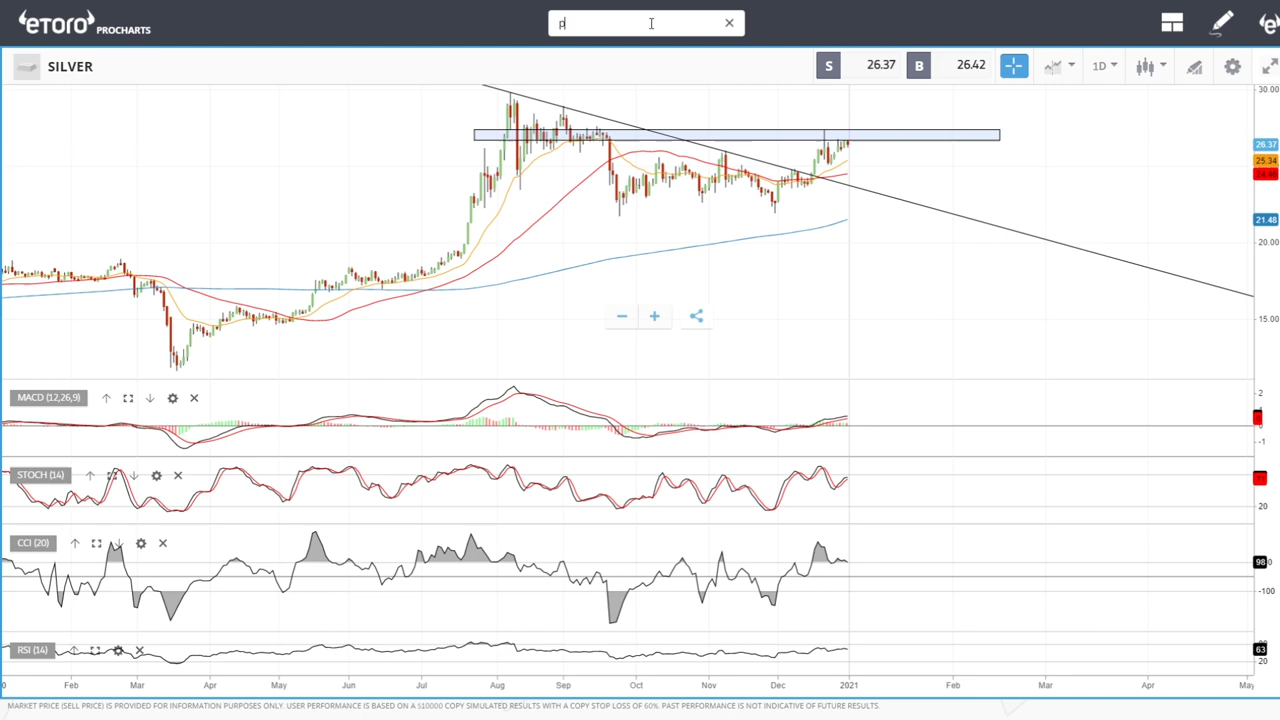 eToro PROCHARTS
p
SILVER
S 26.37 B 26.42 1D
30.00
26.37
25.34
21.48
20.00
15.00
MACD (12,26,9)
2
-1
STOCH (14)
20
CCI (20)
98
-100
RSI (14)
63
20
Feb Mar Apr May Jun Jul Aug Sep Oct Nov Dec 2021 Feb Mar Apr May
MARKET PRICE (SELL PRICE) IS PROVIDED FOR INFORMATION PURPOSES ONLY. USER PERFORMANCE IS BASED ON A $10000 COPY SIMULATED RESULTS WITH A COPY STOP LOSS OF 60%. PAST PERFORMANCE IS NOT INDICATIVE OF FUTURE RESULTS.